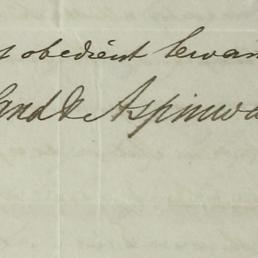 obedient Servan
land & Aspinwa